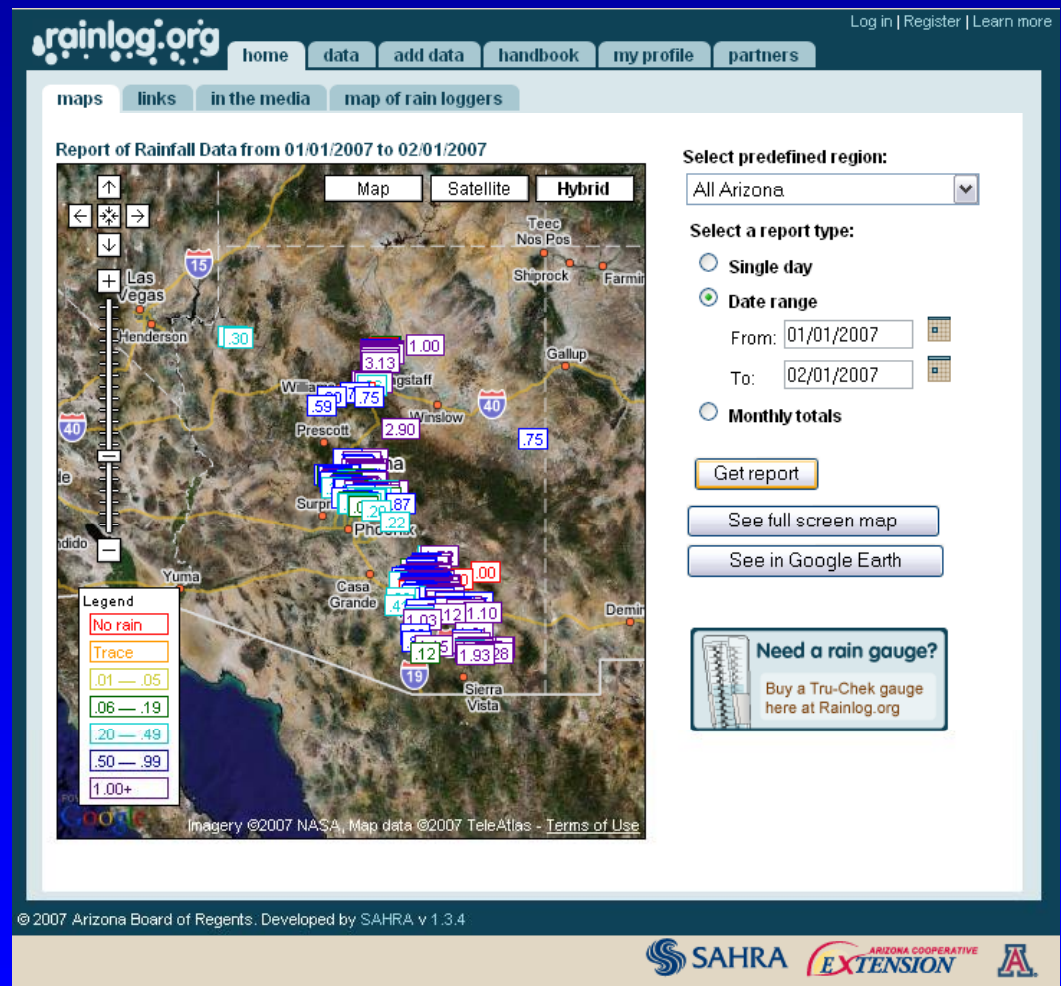 Log in | Register | Learn more
rainlog.org
home data add data handbook my profile partners
maps links in the media map of rain loggers
Report of Rainfall Data from 01/01/2007 to 02/01/2007
Map Satellite Hybrid
Teec
Nos Pos
15
Las
Vegas
Shiprock
Henderson
.30
1.00
3.13
Gallup
.75
.59
Winslow
40
40
Prescott
2.90
.75
.87
.29
.22
Yuma
Casa
Grande
.00
1.03 .12 1.10
.12
1.93 28
19
Sierra
Vista
Legend
No rain
Trace
.01 — .05
.06 — .19
.20 — .49
.50 — .99
1.00+
Google
Imagery ©2007 NASA, Map data ©2007 TeleAtlas - Terms of Use
Select predefined region:
All Arizona
Select a report type:
Single day
Date range
From: 01/01/2007
To: 02/01/2007
Monthly totals
Get report
See full screen map
See in Google Earth
Need a rain gauge?
Buy a Tru-Chek gauge
here at Rainlog.org
© 2007 Arizona Board of Regents. Developed by SAHRA v 1.3.4
SAHRA
ARIZONA COOPERATIVE
EXTENSION
A